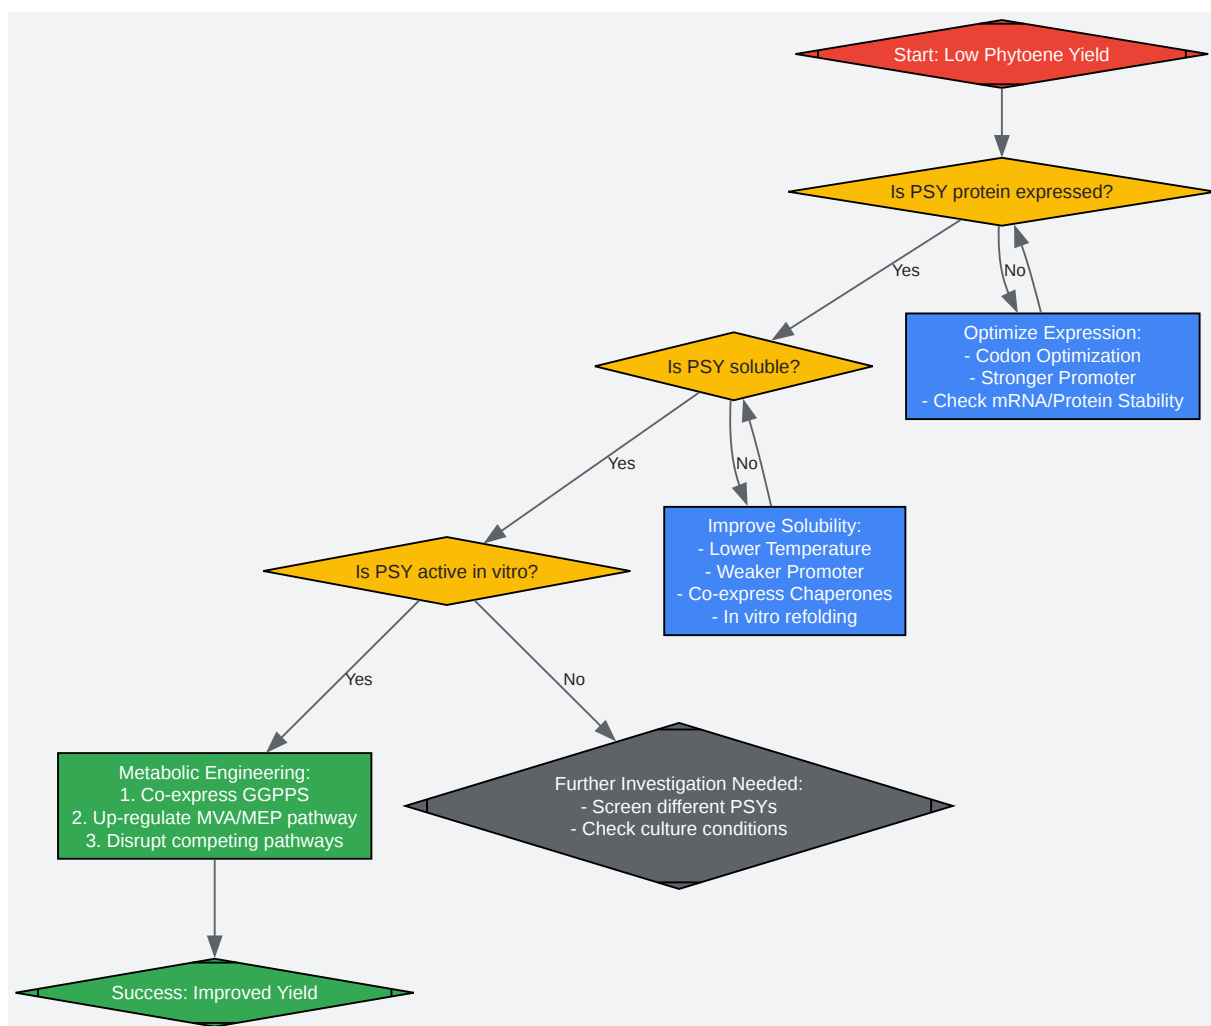 Start: Low Phytoene Yield
Is PSY protein expressed?
Yes
No
Optimize Expression:
- Codon Optimization
- Stronger Promoter
- Check mRNA/Protein Stability
Is PSY soluble?
Yes
No
Improve Solubility:
- Lower Temperature
- Weaker Promoter
- Co-express Chaperones
- In vitro refolding
Is PSY active in vitro?
Yes
No
Metabolic Engineering:
1. Co-express GGPPS
2. Up-regulate MVA/MEP pathway
3. Disrupt competing pathways
Further Investigation Needed:
- Screen different PSYs
- Check culture conditions
Success: Improved Yield